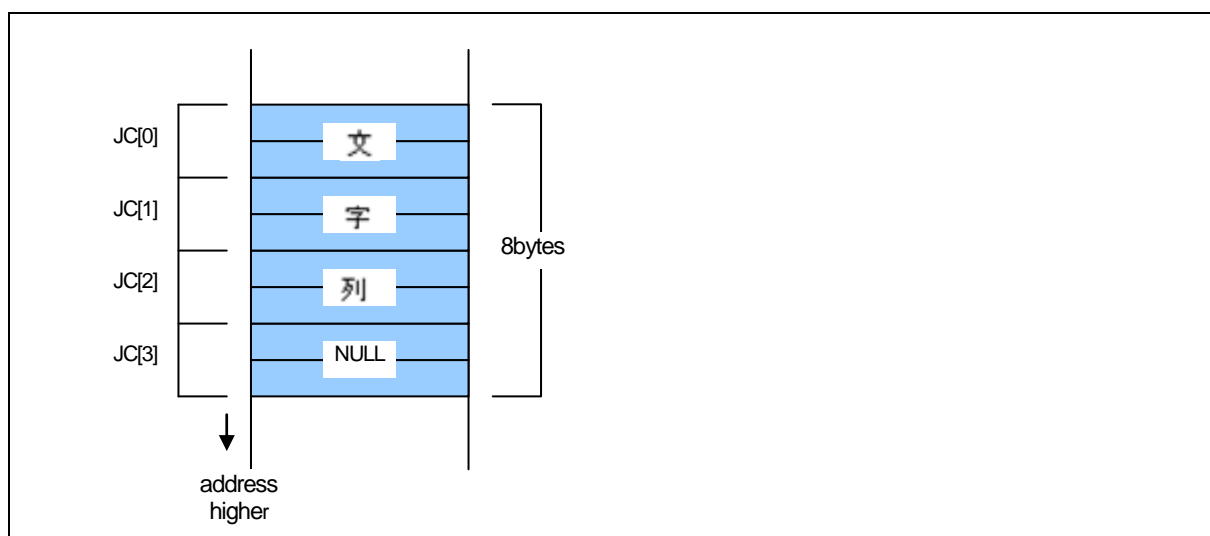 JC[0]
文
JC[1]
字
8bytes
JC[2]
列
JC[3]
NULL
address
higher